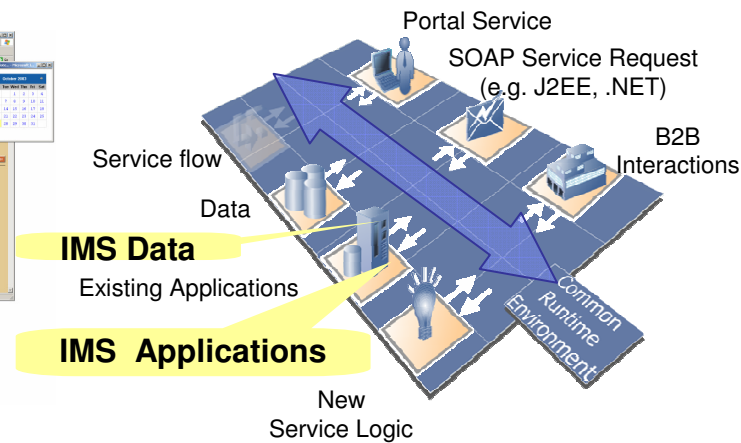 Portal Service
SOAP Service Request
(e.g. J2EE, .NET)
B2B
Interactions
Service flow
Data
IMS Data
Existing Applications
IMS Applications
New
Service Logic
Common
Runtime
Environment